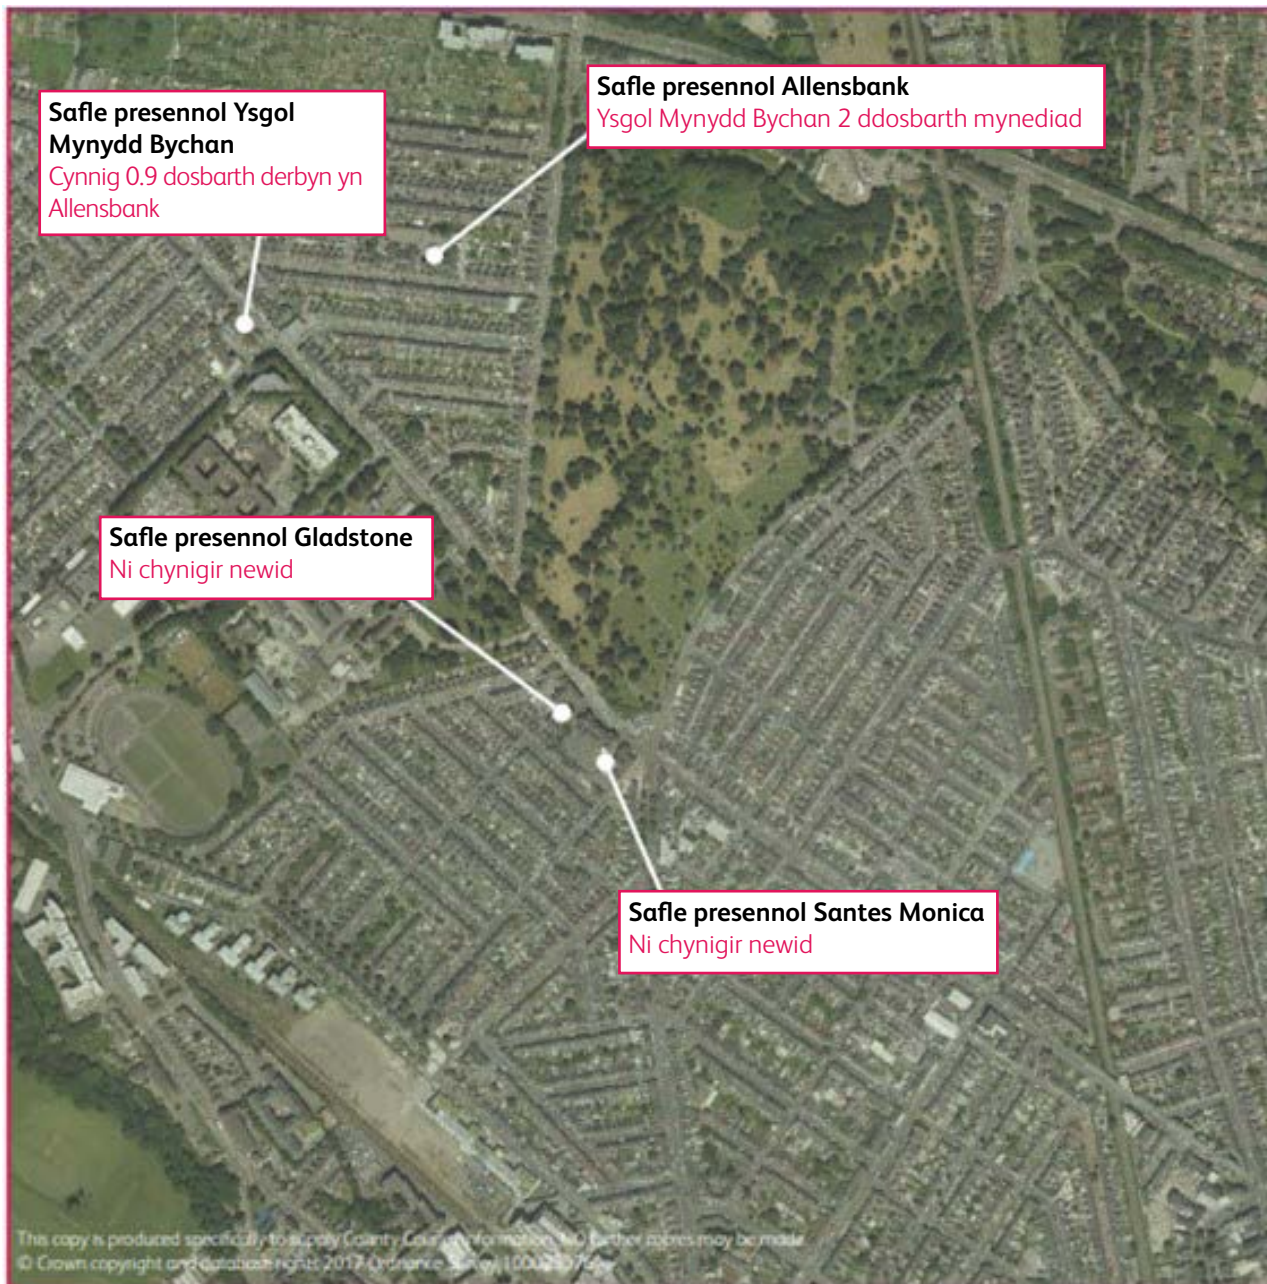 Safle presennol Ysgol
Mynydd Bychan
Cynnig 0.9 dosbarth derbyn yn
Allensbank
Safle presennol Allensbank
Ysgol Mynydd Bychan 2 ddosbarth mynediad
Safle presennol Gladstone
Ni chynigir newid
Safle presennol Santes Monica
Ni chynigir newid
This copy is produced specifically to supply County Council information. NO further copies may be made
© Crown copyright and database rights 2017 Ordnance Survey